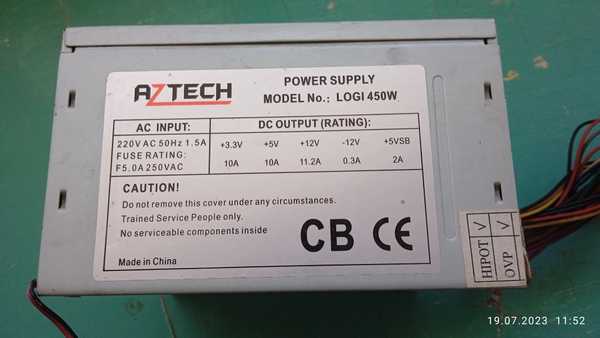 AZTECH
POWER SUPPLY
MODEL No.: LOGI 450W
AC INPUT:
220V AC 50Hz 1.5A
FUSE RATING:
F5.0A 250VAC
DC OUTPUT (RATING):
+3.3V +5V +12V -12V +5VSB
10A 10A 11.2A 0.3A 2A
CAUTION!
Do not remove this cover under any circumstances.
Trained Service People only.
No serviceable components inside
CB CE
Made in China
HIPOT √
OVP √
19.07.2023 11:52